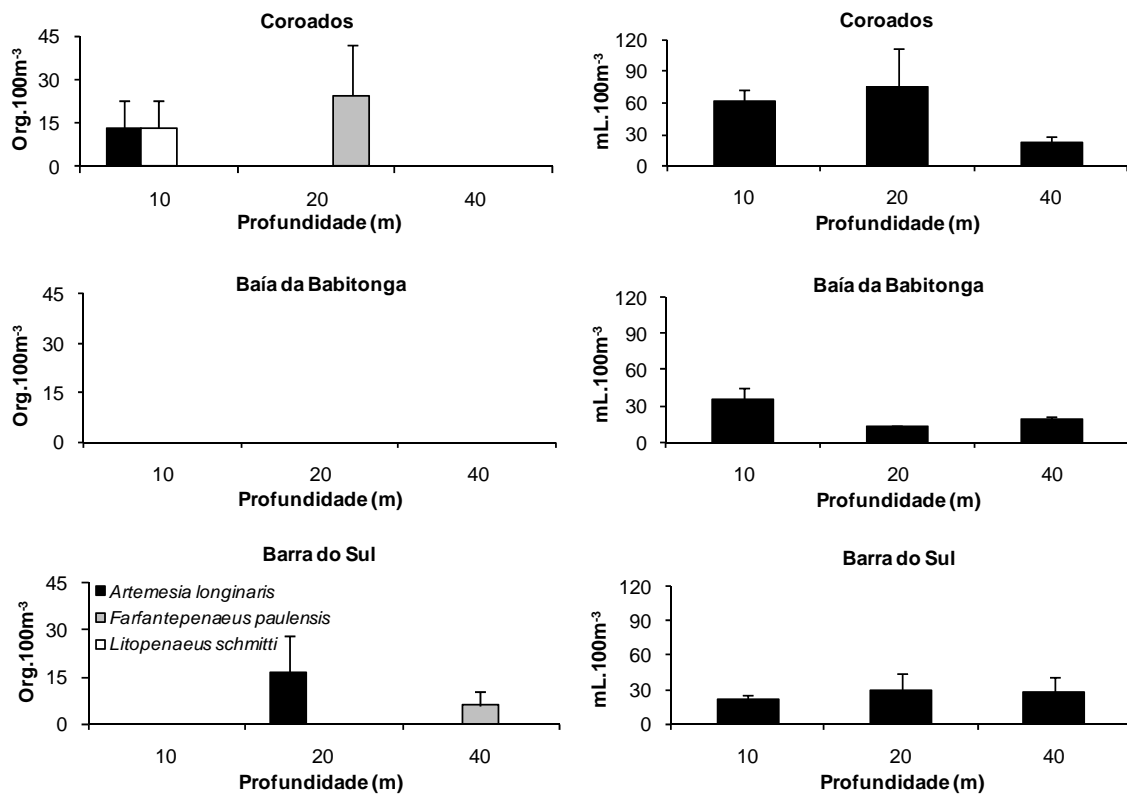 Coroados
45
30
15
0
Org.100m⁻³
10 20 40
Profundidade (m)
Coroados
120
90
60
30
0
mL.100m⁻³
10 20 40
Profundidade (m)
Baía da Babitonga
45
30
15
0
Org.100m⁻³
10 20 40
Profundidade (m)
Baía da Babitonga
120
90
60
30
0
mL.100m⁻³
10 20 40
Profundidade (m)
Barra do Sul
45
30
15
0
Org.100m⁻³
Artemesia longinaris
Farfantepenaeus paulensis
Litopenaeus schmitti
10 20 40
Profundidade (m)
Barra do Sul
120
90
60
30
0
mL.100m⁻³
10 20 40
Profundidade (m)